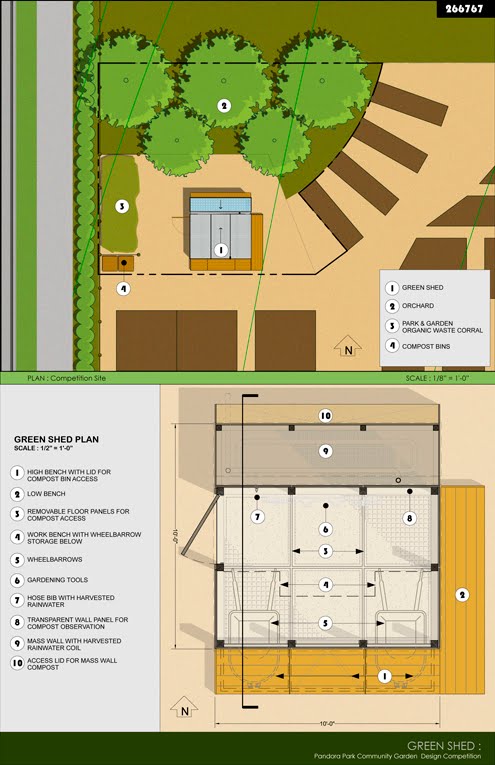 266767
2
3
1
4
N
1 GREEN SHED
2 ORCHARD
3 PARK & GARDEN
ORGANIC WASTE CORRAL
4 COMPOST BINS
PLAN : Competition Site
SCALE : 1/8" = 1'-0"
GREEN SHED PLAN
SCALE : 1/2" = 1'-0"
1 HIGH BENCH WITH LID FOR
COMPOST BIN ACCESS
2 LOW BENCH
3 REMOVABLE FLOOR PANELS FOR
COMPOST ACCESS
4 WORK BENCH WITH WHEELBARROW
STORAGE BELOW
5 WHEELBARROWS
6 GARDENING TOOLS
7 HOSE BIB WITH HARVESTED
RAINWATER
8 TRANSPARENT WALL PANEL FOR
COMPOST OBSERVATION
9 MASS WALL WITH HARVESTED
RAINWATER COIL
10 ACCESS LID FOR MASS WALL
COMPOST
N
10
9
7
6
8
10'-0"
3
4
2
5
1
10'-0"
GREEN SHED :
Pandora Park Community Garden Design Competition